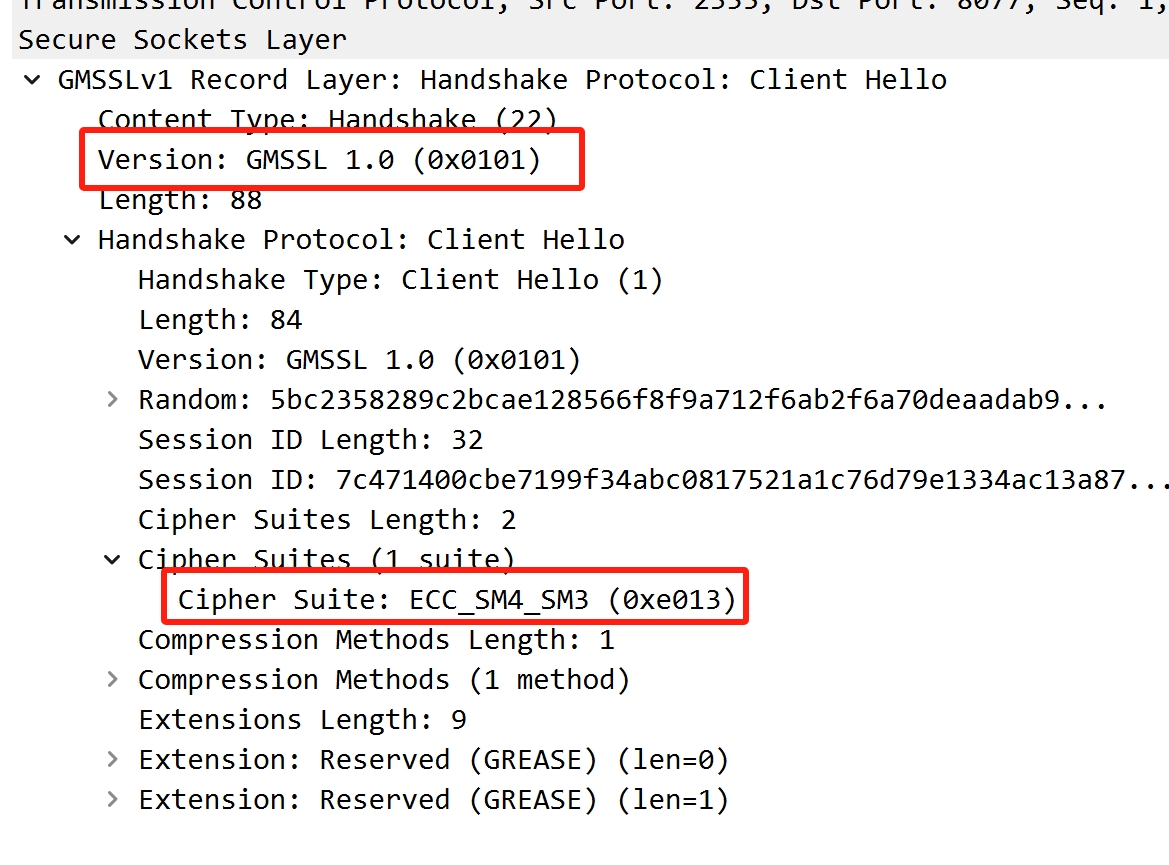 Transmission Control Protocol, Src Port: 2555, Dst Port: 8077, Seq: 1,
Secure Sockets Layer
GMSSLv1 Record Layer: Handshake Protocol: Client Hello
Content Type: Handshake (22)
Version: GMSSL 1.0 (0x0101)
Length: 88
Handshake Protocol: Client Hello
Handshake Type: Client Hello (1)
Length: 84
Version: GMSSL 1.0 (0x0101)
Random: 5bc2358289c2bcae128566f8f9a712f6ab2f6a70deaadab9...
Session ID Length: 32
Session ID: 7c471400cbe7199f34abc0817521a1c76d79e1334ac13a87...
Cipher Suites Length: 2
Cipher Suites (1 suite)
Cipher Suite: ECC_SM4_SM3 (0xe013)
Compression Methods Length: 1
Compression Methods (1 method)
Extensions Length: 9
Extension: Reserved (GREASE) (len=0)
Extension: Reserved (GREASE) (len=1)